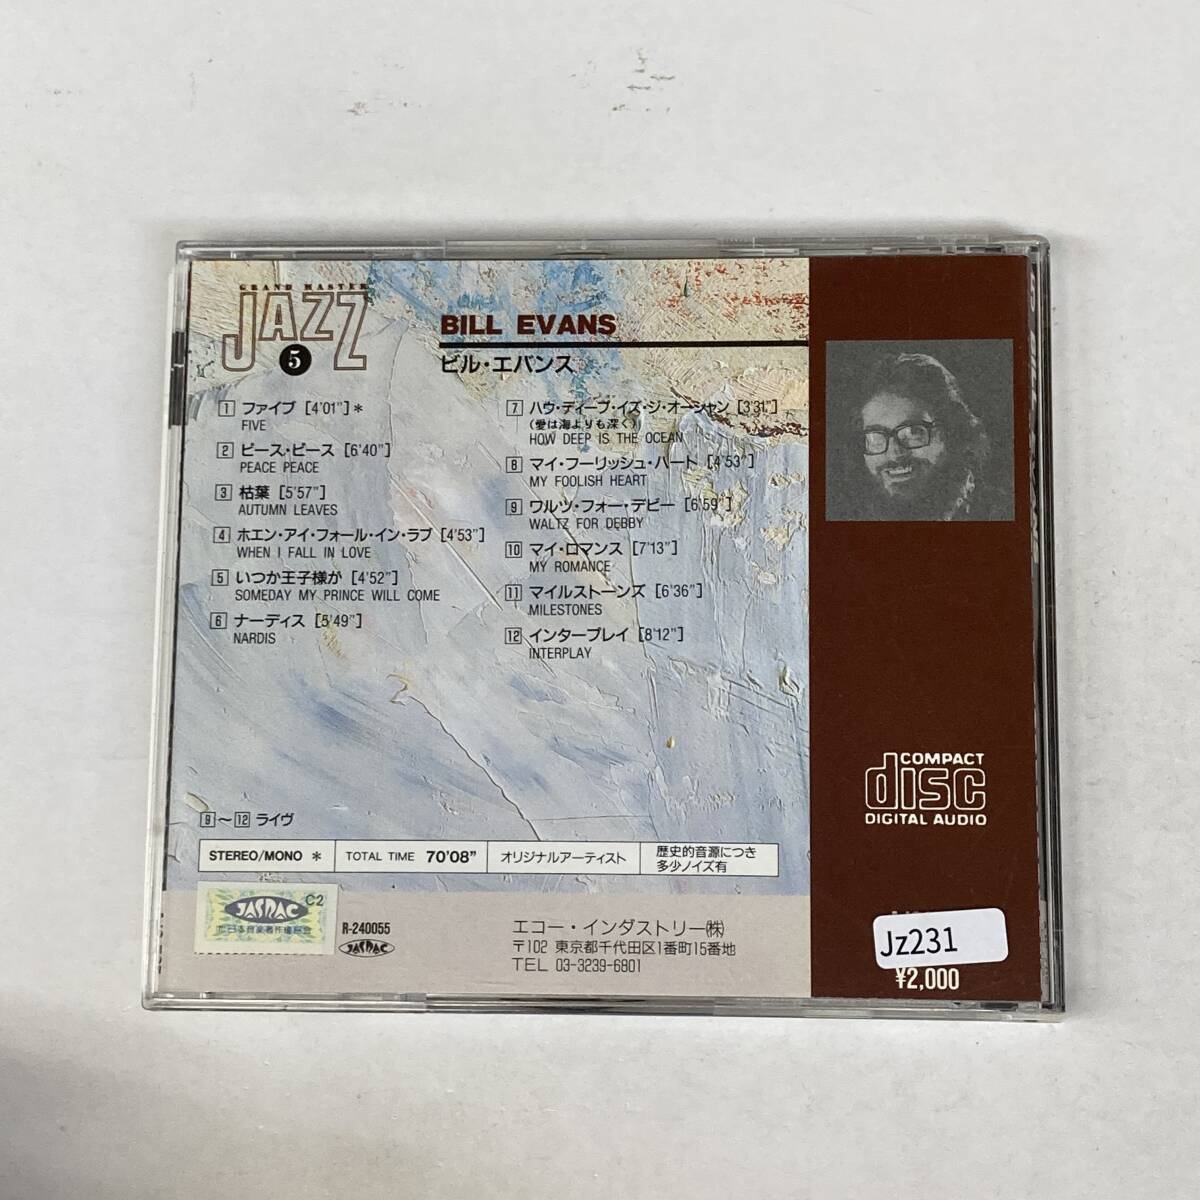 GRAND MASTER
JAZZ
5
BILL EVANS
ビル・エバンス
1 ファイブ [4'01"]*
FIVE
2 ピース・ピース [6'40"]
PEACE PEACE
3 枯葉 [5'57"]
AUTUMN LEAVES
4 ホエン・アイ・フォール・イン・ラブ [4'53"]
WHEN I FALL IN LOVE
5 いつか王子様が [4'52"]
SOMEDAY MY PRINCE WILL COME
6 ナーディス [5'49"]
NARDIS
7 ハウ・ディープ・イズ・ジ・オーシャン [3'31"]
(愛は海よりも深く)
HOW DEEP IS THE OCEAN
8 マイ・フーリッシュ・ハート [4'53"]
MY FOOLISH HEART
9 ワルツ・フォー・デビー [6'59"]
WALTZ FOR DEBBY
10 マイ・ロマンス [7'13"]
MY ROMANCE
11 マイルストーンズ [6'36"]
MILESTONES
12 インタープレイ [8'12"]
INTERPLAY
9～12 ライヴ
STEREO/MONO *
TOTAL TIME 70'08"
オリジナルアーティスト
歴史的音源につき
多少ノイズ有
JASRAC
C2
R-240055
JASRAC
エコー・インダストリー(株)
〒102 東京都千代田区1番町15番地
TEL 03-3239-6801
COMPACT
disc
DIGITAL AUDIO
Jz231
¥2,000